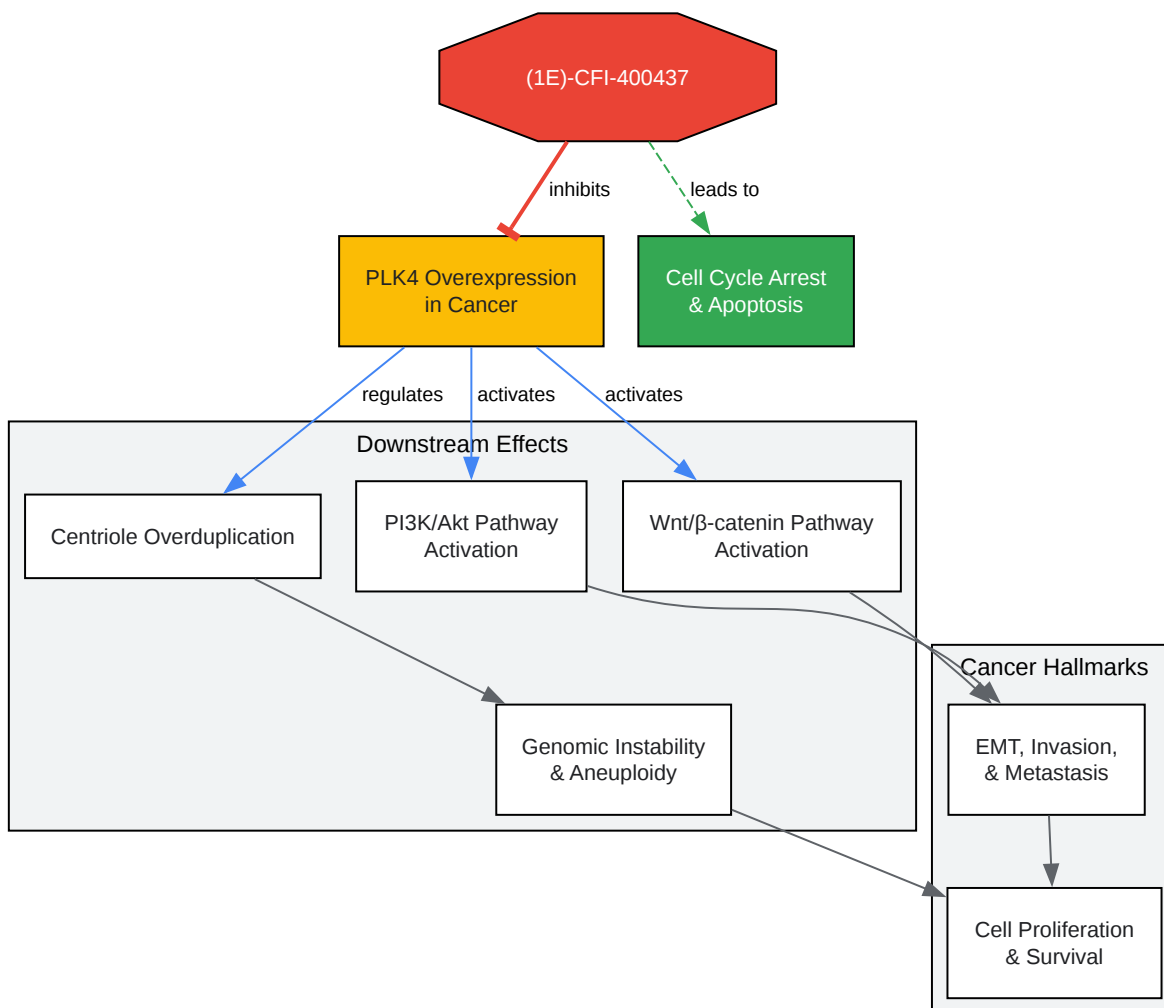 (1E)-CFI-400437
inhibits
leads to
PLK4 Overexpression
in Cancer
Cell Cycle Arrest
& Apoptosis
regulates
activates
activates
Downstream Effects
Centriole Overduplication
PI3K/Akt Pathway
Activation
Wnt/β-catenin Pathway
Activation
Genomic Instability
& Aneuploidy
Cancer Hallmarks
EMT, Invasion,
& Metastasis
Cell Proliferation
& Survival